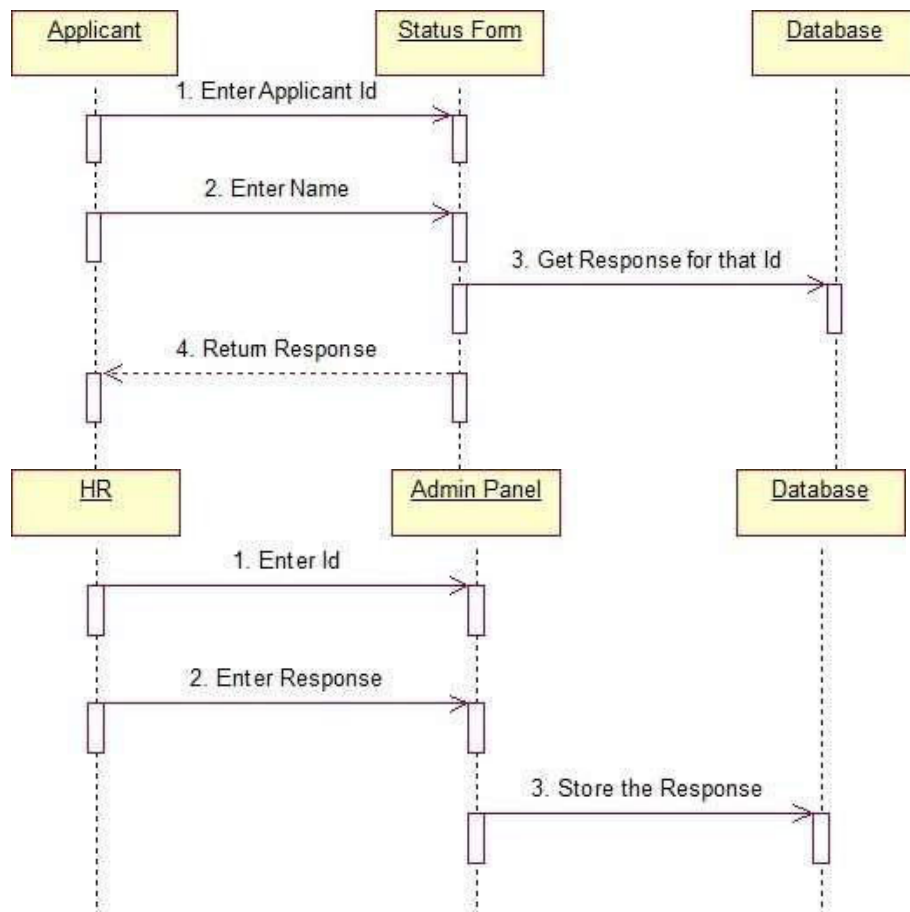 Applicant
Status Form
Database
1. Enter Applicant Id
2. Enter Name
3. Get Response for that Id
4. Return Response
HR
Admin Panel
Database
1. Enter Id
2. Enter Response
3. Store the Response